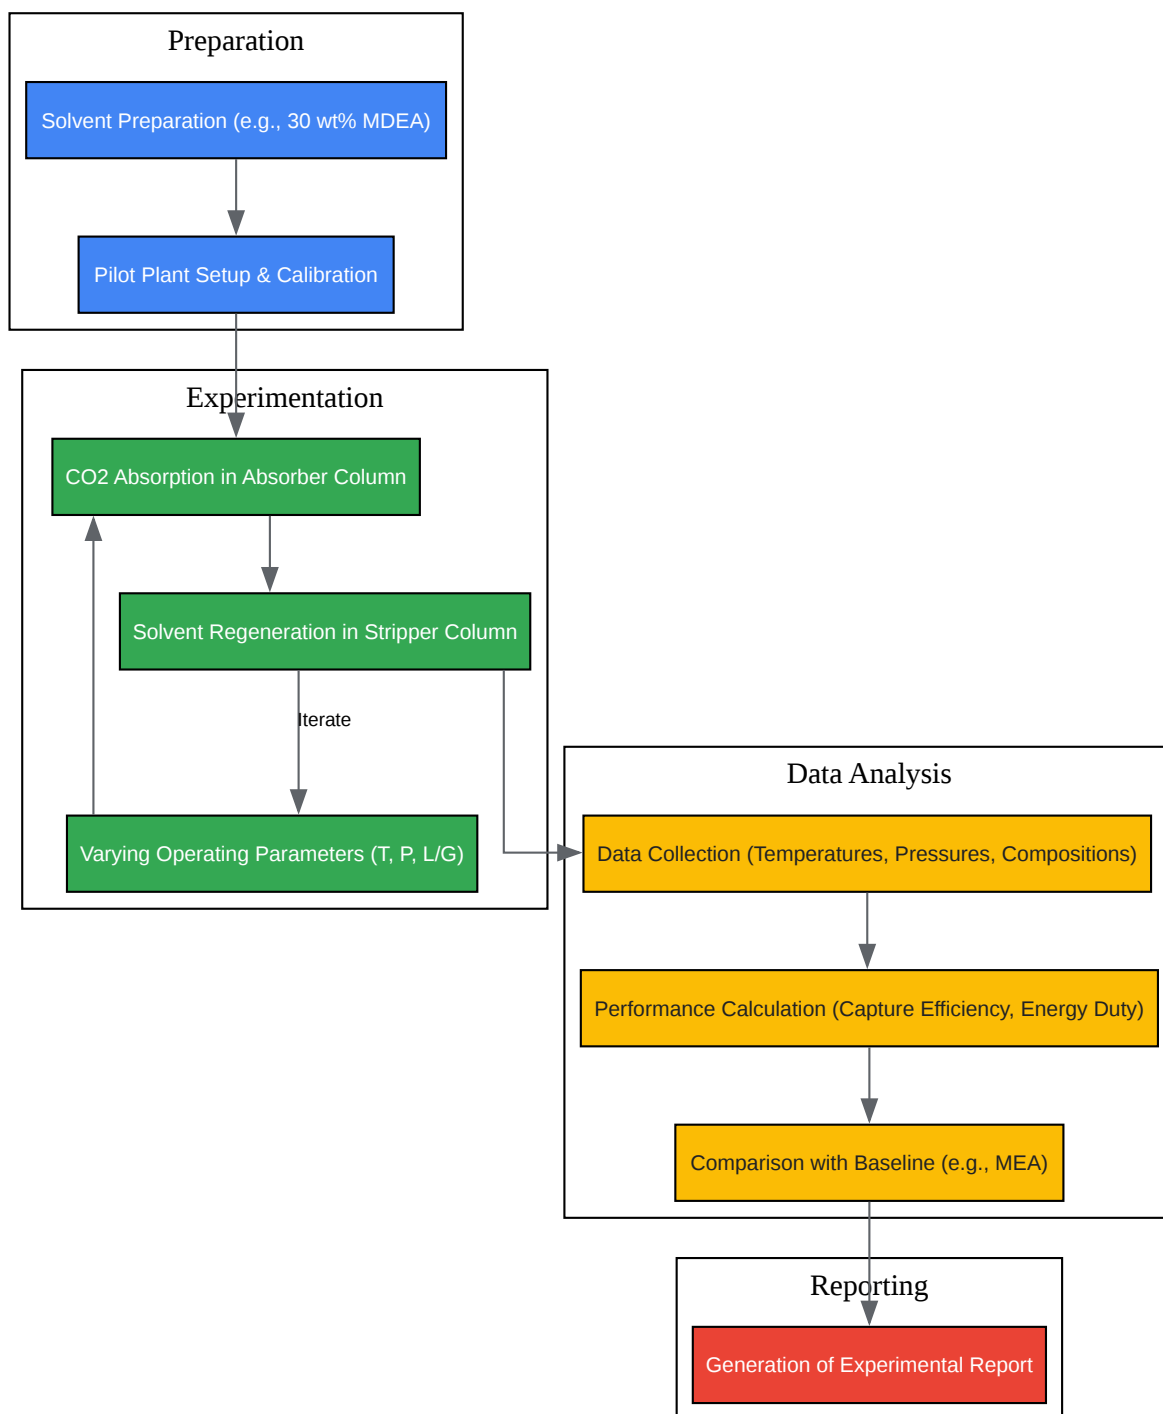 Preparation
Solvent Preparation (e.g., 30 wt% MDEA)
Pilot Plant Setup & Calibration
Experimentation
CO2 Absorption in Absorber Column
Solvent Regeneration in Stripper Column
Iterate
Varying Operating Parameters (T, P, L/G)
Data Analysis
Data Collection (Temperatures, Pressures, Compositions)
Performance Calculation (Capture Efficiency, Energy Duty)
Comparison with Baseline (e.g., MEA)
Reporting
Generation of Experimental Report